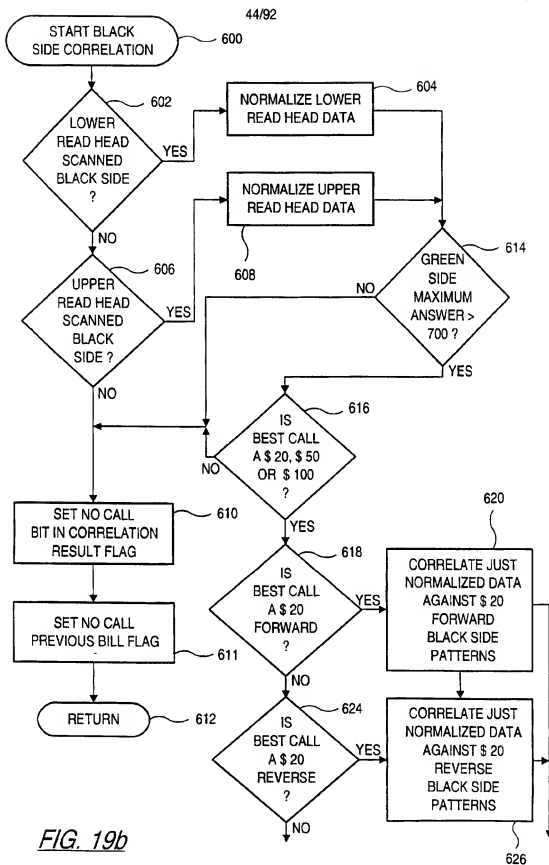 44/92
START BLACK
SIDE CORRELATION
600
602
LOWER
READ HEAD
SCANNED
BLACK SIDE
?
YES
NO
604
NORMALIZE LOWER
READ HEAD DATA
NORMALIZE UPPER
READ HEAD DATA
608
606
UPPER
READ HEAD
SCANNED
BLACK
SIDE ?
YES
NO
614
GREEN
SIDE
MAXIMUM
ANSWER >
700 ?
NO
YES
616
IS
BEST CALL
A $ 20, $ 50
OR $ 100
?
NO
YES
SET NO CALL
BIT IN CORRELATION
RESULT FLAG
610
SET NO CALL
PREVIOUS BILL FLAG
611
RETURN
612
618
IS
BEST CALL
A $ 20
FORWARD
?
YES
NO
620
CORRELATE JUST
NORMALIZED DATA
AGAINST $ 20
FORWARD
BLACK SIDE
PATTERNS
624
IS
BEST CALL
A $ 20
REVERSE
?
YES
NO
CORRELATE JUST
NORMALIZED DATA
AGAINST $ 20
REVERSE
BLACK SIDE
PATTERNS
626
FIG. 19b